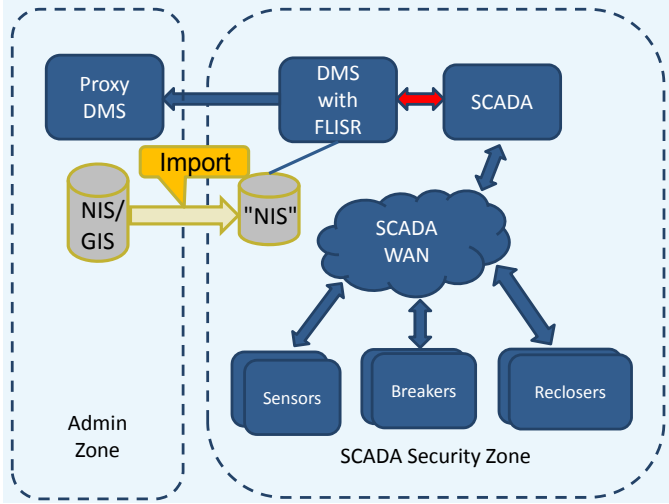 Proxy
DMS
DMS
with
FLISR
SCADA
Import
NIS/
GIS
"NIS"
SCADA
WAN
Sensors
Breakers
Reclosers
Admin
Zone
SCADA Security Zone